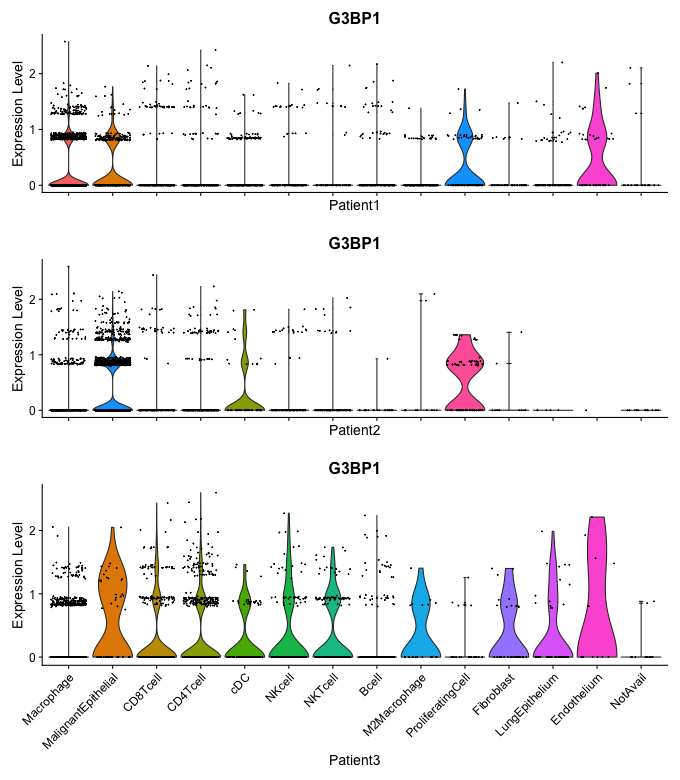 G3BP1
Expression Level
2
1
0
Patient1
G3BP1
Expression Level
2
1
0
Patient2
G3BP1
Expression Level
2
1
0
Macrophage
MalignantEpithelial
CD8Tcell
CD4Tcell
cDC
NKcell
NKTcell
Bcell
M2Macrophage
ProliferatingCell
Fibroblast
LungEpithelium
Endothelium
NotAvail
Patient3